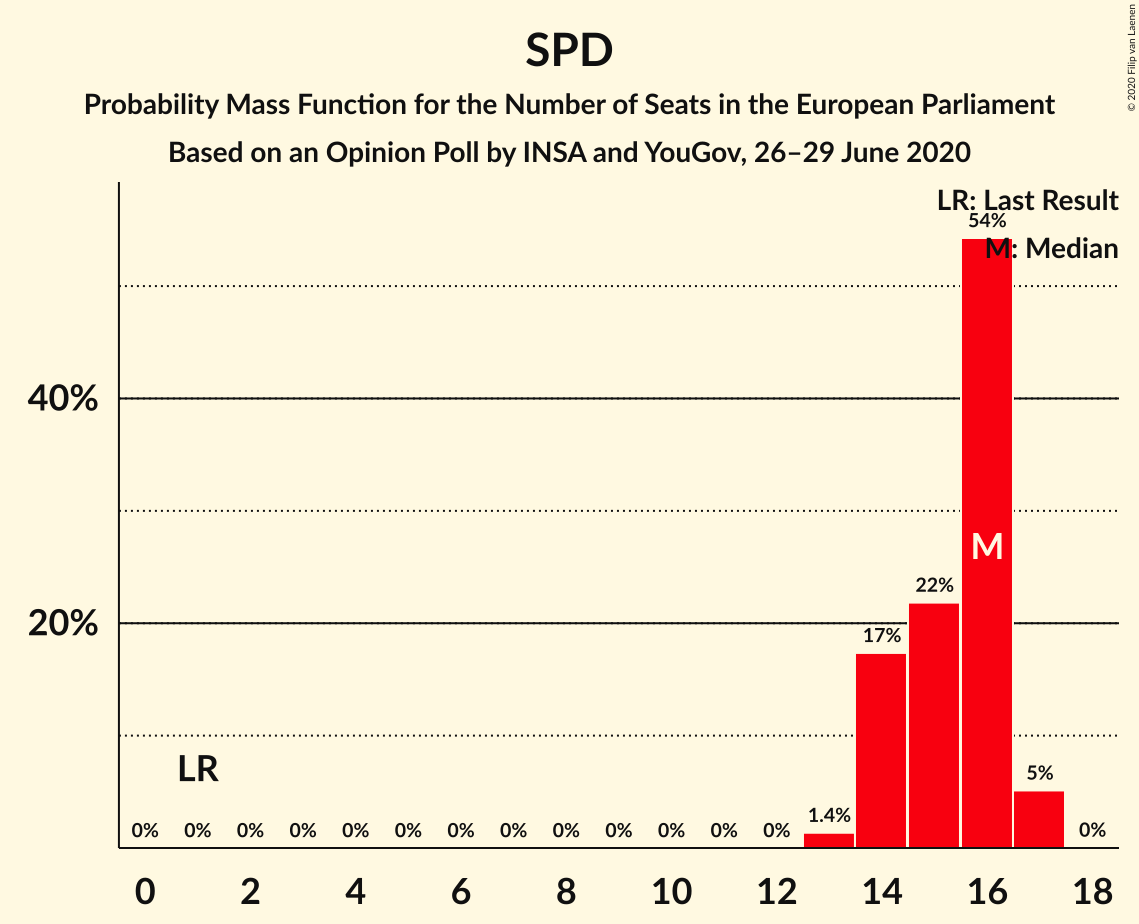 SPD
Probability Mass Function for the Number of Seats in the European Parliament
Based on an Opinion Poll by INSA and YouGov, 26–29 June 2020
© 2020 Filip van Laenen
LR: Last Result
54%
M: Median
40%
M
22%
20%
17%
LR
5%
1.4%
0% 0% 0% 0% 0% 0% 0% 0% 0% 0% 0% 0% 0% 0%
0 2 4 6 8 10 12 14 16 18